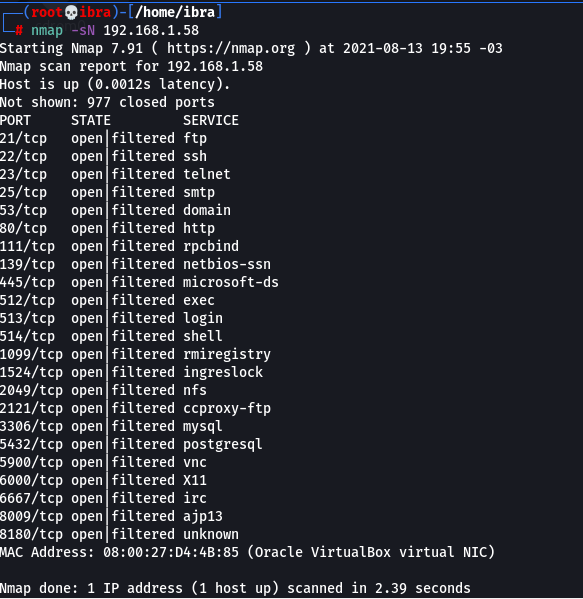 ┌──(root💀ibra)-[/home/ibra]
└─# nmap -sN 192.168.1.58
Starting Nmap 7.91 ( https://nmap.org ) at 2021-08-13 19:55 -03
Nmap scan report for 192.168.1.58
Host is up (0.0012s latency).
Not shown: 977 closed ports
PORT     STATE         SERVICE
21/tcp   open|filtered ftp
22/tcp   open|filtered ssh
23/tcp   open|filtered telnet
25/tcp   open|filtered smtp
53/tcp   open|filtered domain
80/tcp   open|filtered http
111/tcp  open|filtered rpcbind
139/tcp  open|filtered netbios-ssn
445/tcp  open|filtered microsoft-ds
512/tcp  open|filtered exec
513/tcp  open|filtered login
514/tcp  open|filtered shell
1099/tcp open|filtered rmiregistry
1524/tcp open|filtered ingreslock
2049/tcp open|filtered nfs
2121/tcp open|filtered ccproxy-ftp
3306/tcp open|filtered mysql
5432/tcp open|filtered postgresql
5900/tcp open|filtered vnc
6000/tcp open|filtered X11
6667/tcp open|filtered irc
8009/tcp open|filtered ajp13
8180/tcp open|filtered unknown
MAC Address: 08:00:27:D4:4B:85 (Oracle VirtualBox virtual NIC)
Nmap done: 1 IP address (1 host up) scanned in 2.39 seconds